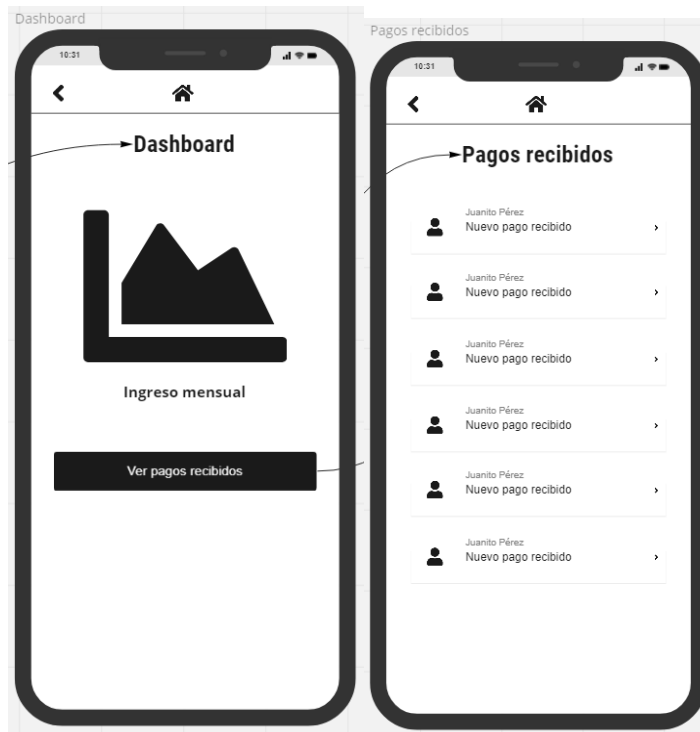 Dashboard
10:31
Dashboard
Ingreso mensual
Ver pagos recibidos
Pagos recibidos
10:31
Pagos recibidos
Juanito Pérez
Nuevo pago recibido
Juanito Pérez
Nuevo pago recibido
Juanito Pérez
Nuevo pago recibido
Juanito Pérez
Nuevo pago recibido
Juanito Pérez
Nuevo pago recibido
Juanito Pérez
Nuevo pago recibido